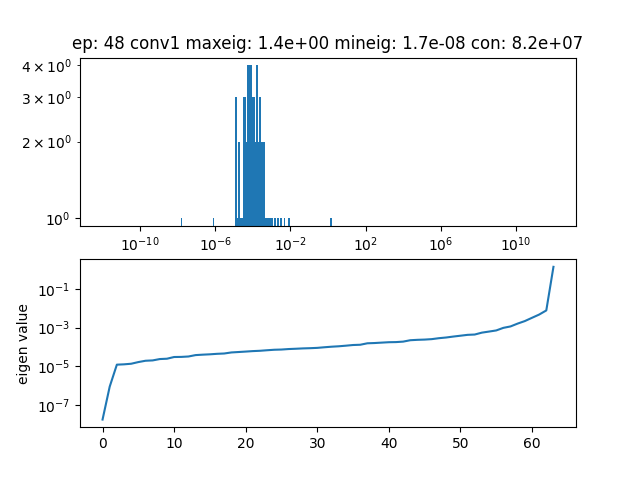 ep: 48 conv1 maxeig: 1.4e+00 mineig: 1.7e-08 con: 8.2e+07
4 × 10⁰
3 × 10⁰
2 × 10⁰
10⁰
10⁻¹⁰ 10⁻⁶ 10⁻² 10² 10⁶ 10¹⁰
eigen value
10⁻¹
10⁻³
10⁻⁵
10⁻⁷
0 10 20 30 40 50 60